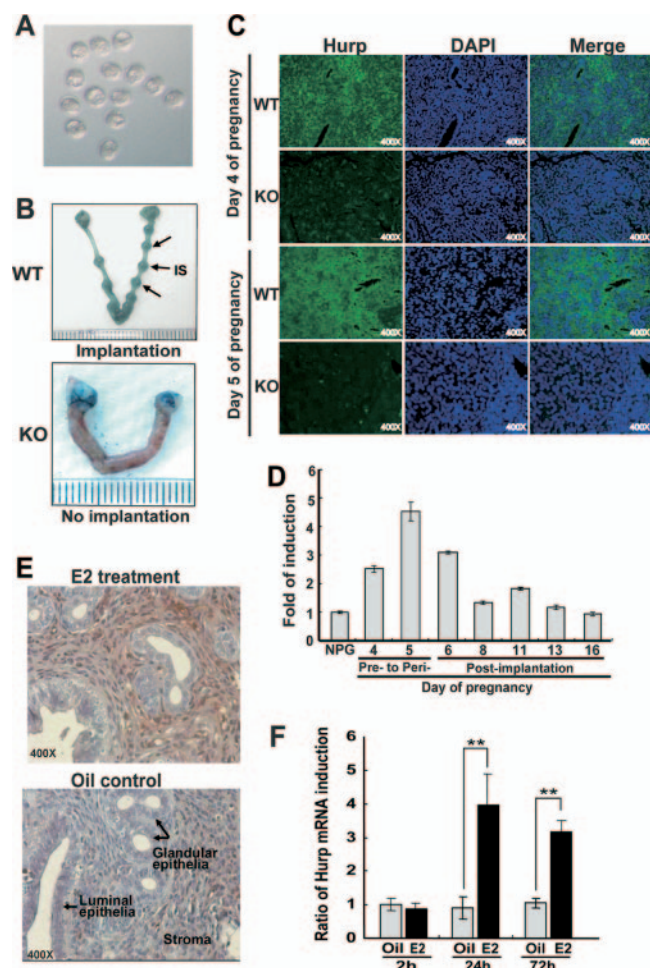 A
B
WT
IS
Implantation
KO
No implantation
C
Hurp DAPI Merge
Day 4 of pregnancy
WT
400X 400X 400X
KO
400X 400X 400X
Day 5 of pregnancy
WT
400X 400X 400X
KO
400X 400X 400X
D
Fold of induction
6
5
4
3
2
1
0
NPG 4 5 6 8 11 13 16
Pre- to Peri- Post-implantation
Day of pregnancy
E
E2 treatment
400X
Oil control
Glandular
epithelia
Luminal
epithelia
Stroma
400X
F
Ratio of Hurp mRNA induction
6
5
4
3
2
1
0
** **
Oil E2 Oil E2 Oil E2
2h 24h 72h